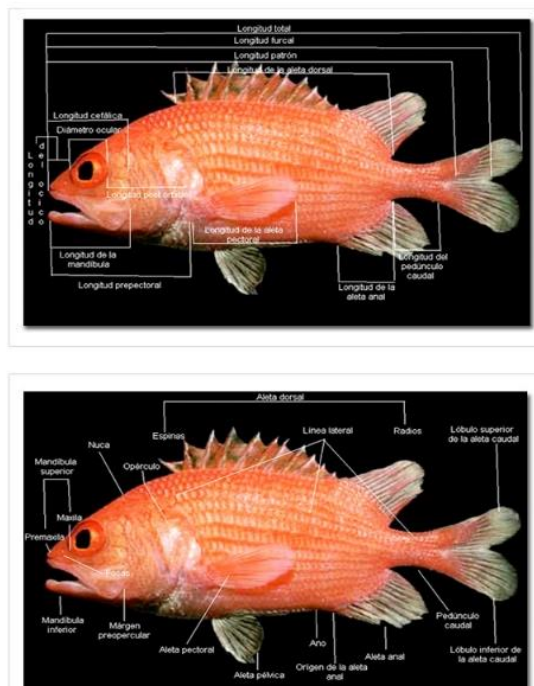 Longitud total
Longitud furcal
Longitud patrón
Longitud de la aleta dorsal
Longitud cefálica
Diámetro ocular
Longitud
del ocico
Longitud post orbital
Longitud de la aleta
pectoral
Longitud de la
mandíbula
Longitud prepectoral
Longitud del
pedúnculo
caudal
Longitud de la
aleta anal
Aleta dorsal
Espinas
Línea lateral
Radios
Lóbulo superior
de la aleta caudal
Nuca
Opérculo
Mandíbula
superior
Maxila
Premaxila
Mandíbula
inferior
Márgen
preopercular
Aleta pectoral
Aleta pélvica
Ano
Origen de la aleta
anal
Aleta anal
Pedúnculo
caudal
Lóbulo inferior de
la aleta caudal